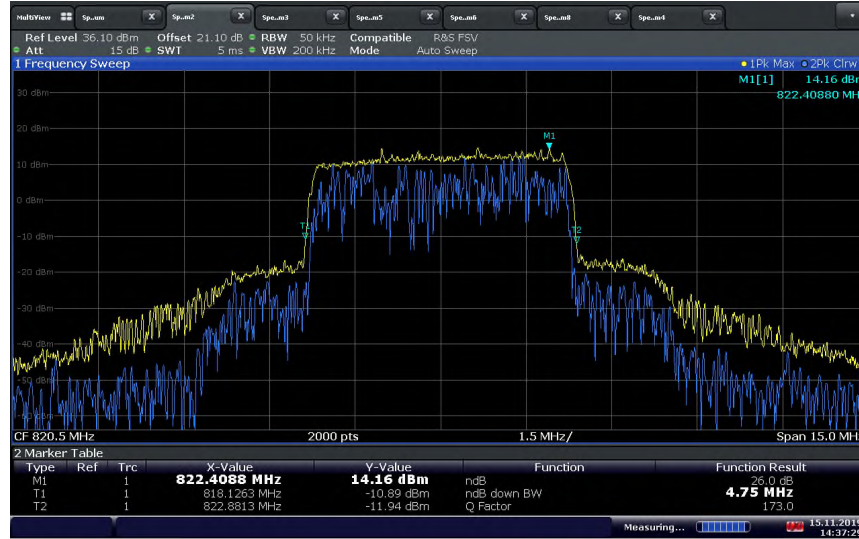 MultiView Sp..um X Sp..m2 X Spe..m3 X Spe..m5 X Spe..m6 X Spe..m8 X Spe..m4 X
Ref Level 36.10 dBm Offset 21.10 dB RBW 50 kHz Compatible R&S FSV
Att 15 dB SWT 5 ms VBW 200 kHz Mode Auto Sweep
1 Frequency Sweep 1Pk Max 2Pk Clrw
M1[1] 14.16 dBm
822.40880 MH
30 dBm
20 dBm
M1
10 dBm
0 dBm
T1
T2
-10 dBm
-20 dBm
-30 dBm
-40 dBm
-50 dBm
CF 820.5 MHz 2000 pts 1.5 MHz/ Span 15.0 MH
2 Marker Table
Type Ref Trc X-Value Y-Value Function Function Result
M1 1 822.4088 MHz 14.16 dBm ndB 26.0 dB
T1 1 818.1263 MHz -10.89 dBm ndB down BW 4.75 MHz
T2 1 822.8813 MHz -11.94 dBm Q Factor 173.0
Measuring... 15.11.2019
14:37:25